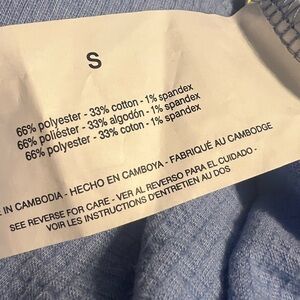 S
66% polyester - 33% cotton - 1% spandex
66% poliéster - 33% algodón - 1% spandex
66% polyester - 33% coton - 1% spandex
IN CAMBODIA - HECHO EN CAMBOYA - FABRIQUÉ AU CAMBODGE
SEE REVERSE FOR CARE - VER AL REVERSO PARA EL CUIDADO -
VOIR LES INSTRUCTIONS D'ENTRETIEN AU DOS